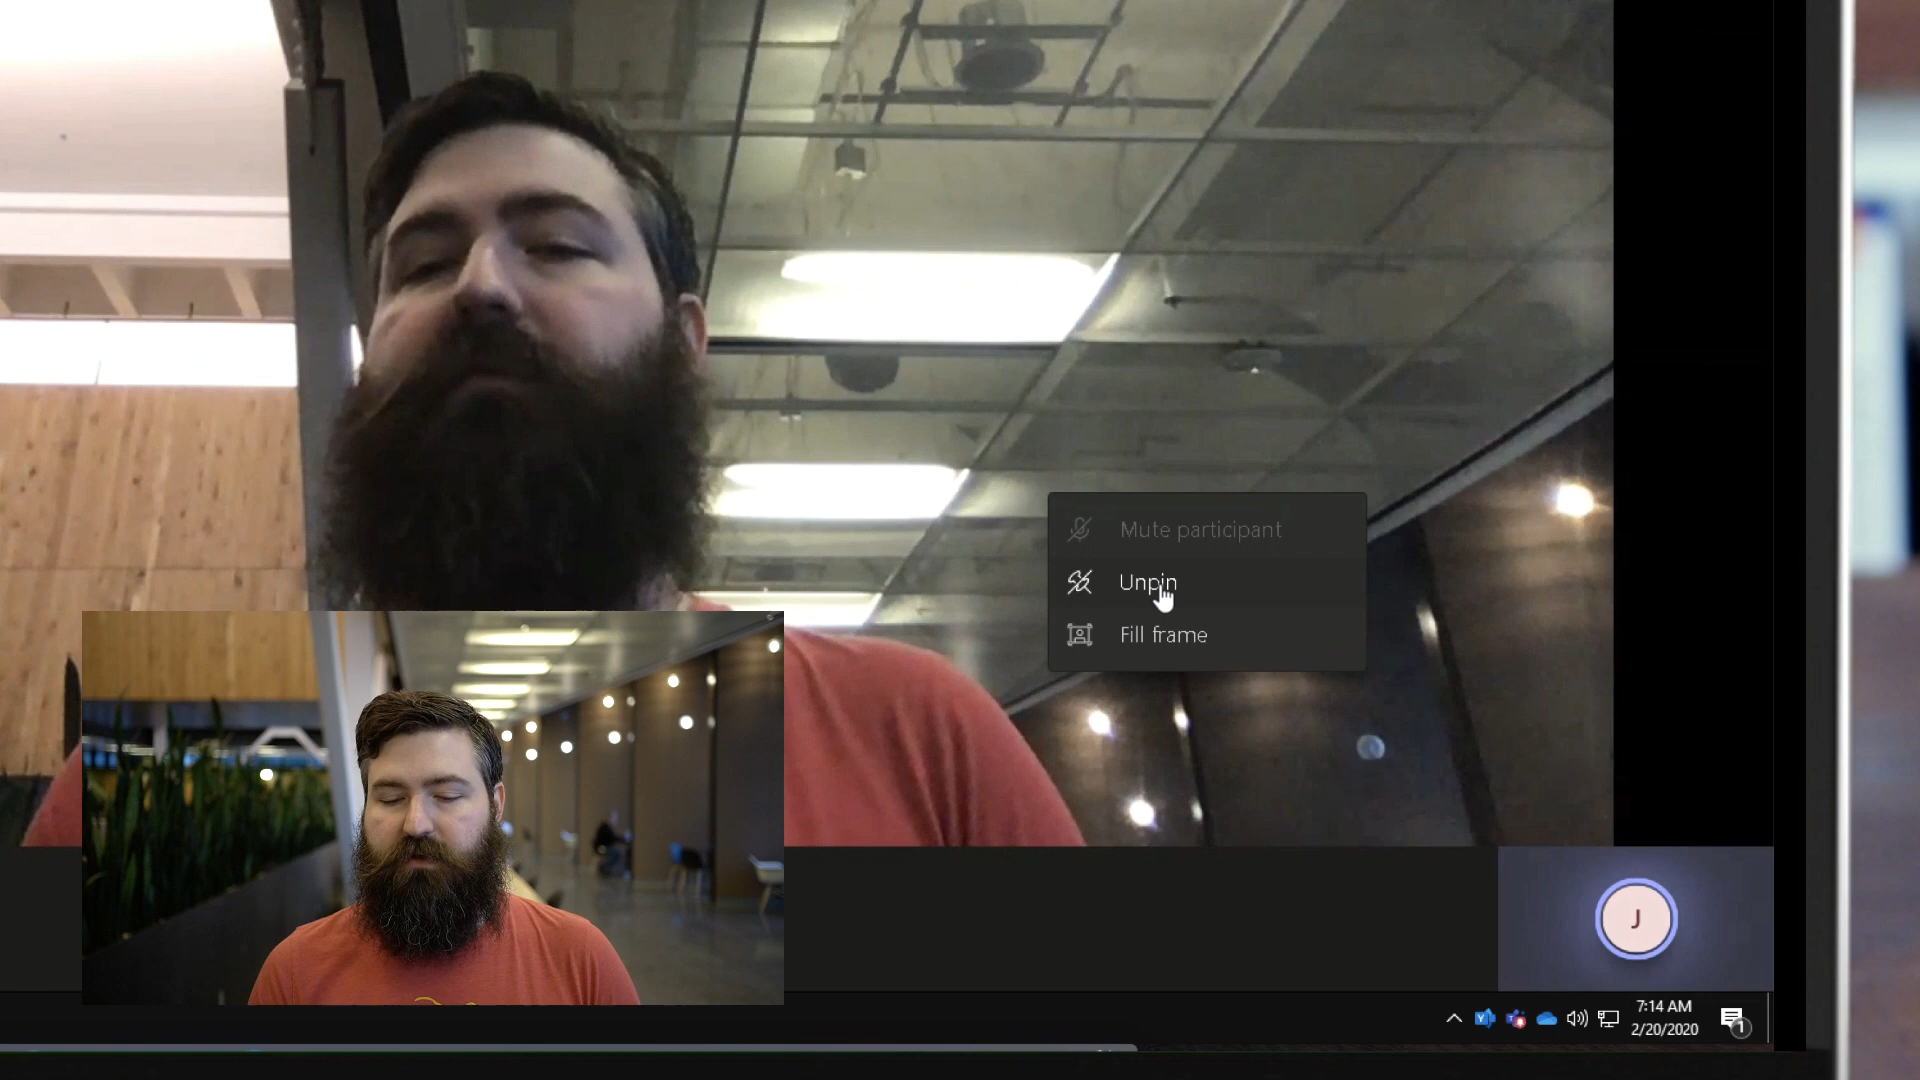 Mute participant
Unpin
Fill frame
J
7:14 AM
2/20/2020
1